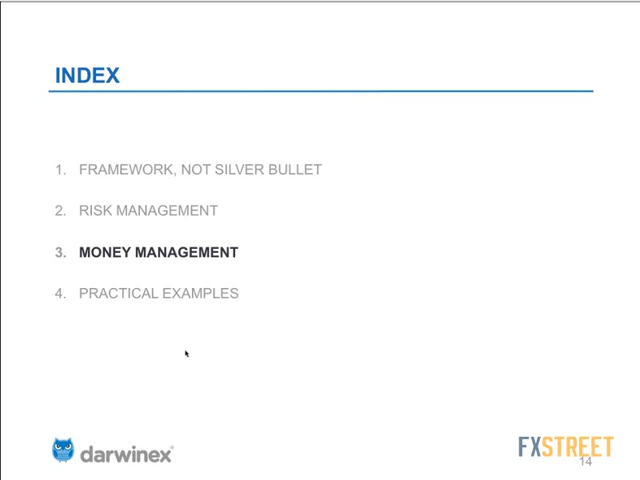 INDEX
1. FRAMEWORK, NOT SILVER BULLET
2. RISK MANAGEMENT
3. MONEY MANAGEMENT
4. PRACTICAL EXAMPLES
darwinex®
FXSTREET
14